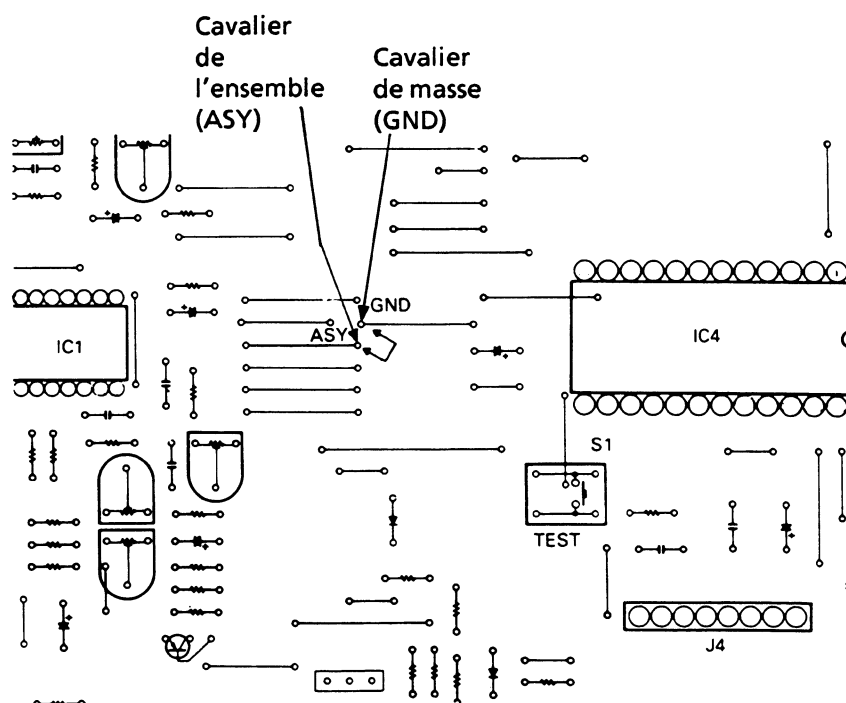 Cavalier
de
l'ensemble
(ASY)
Cavalier
de masse
(GND)
GND
ASY
IC1
IC4
S1
TEST
J4